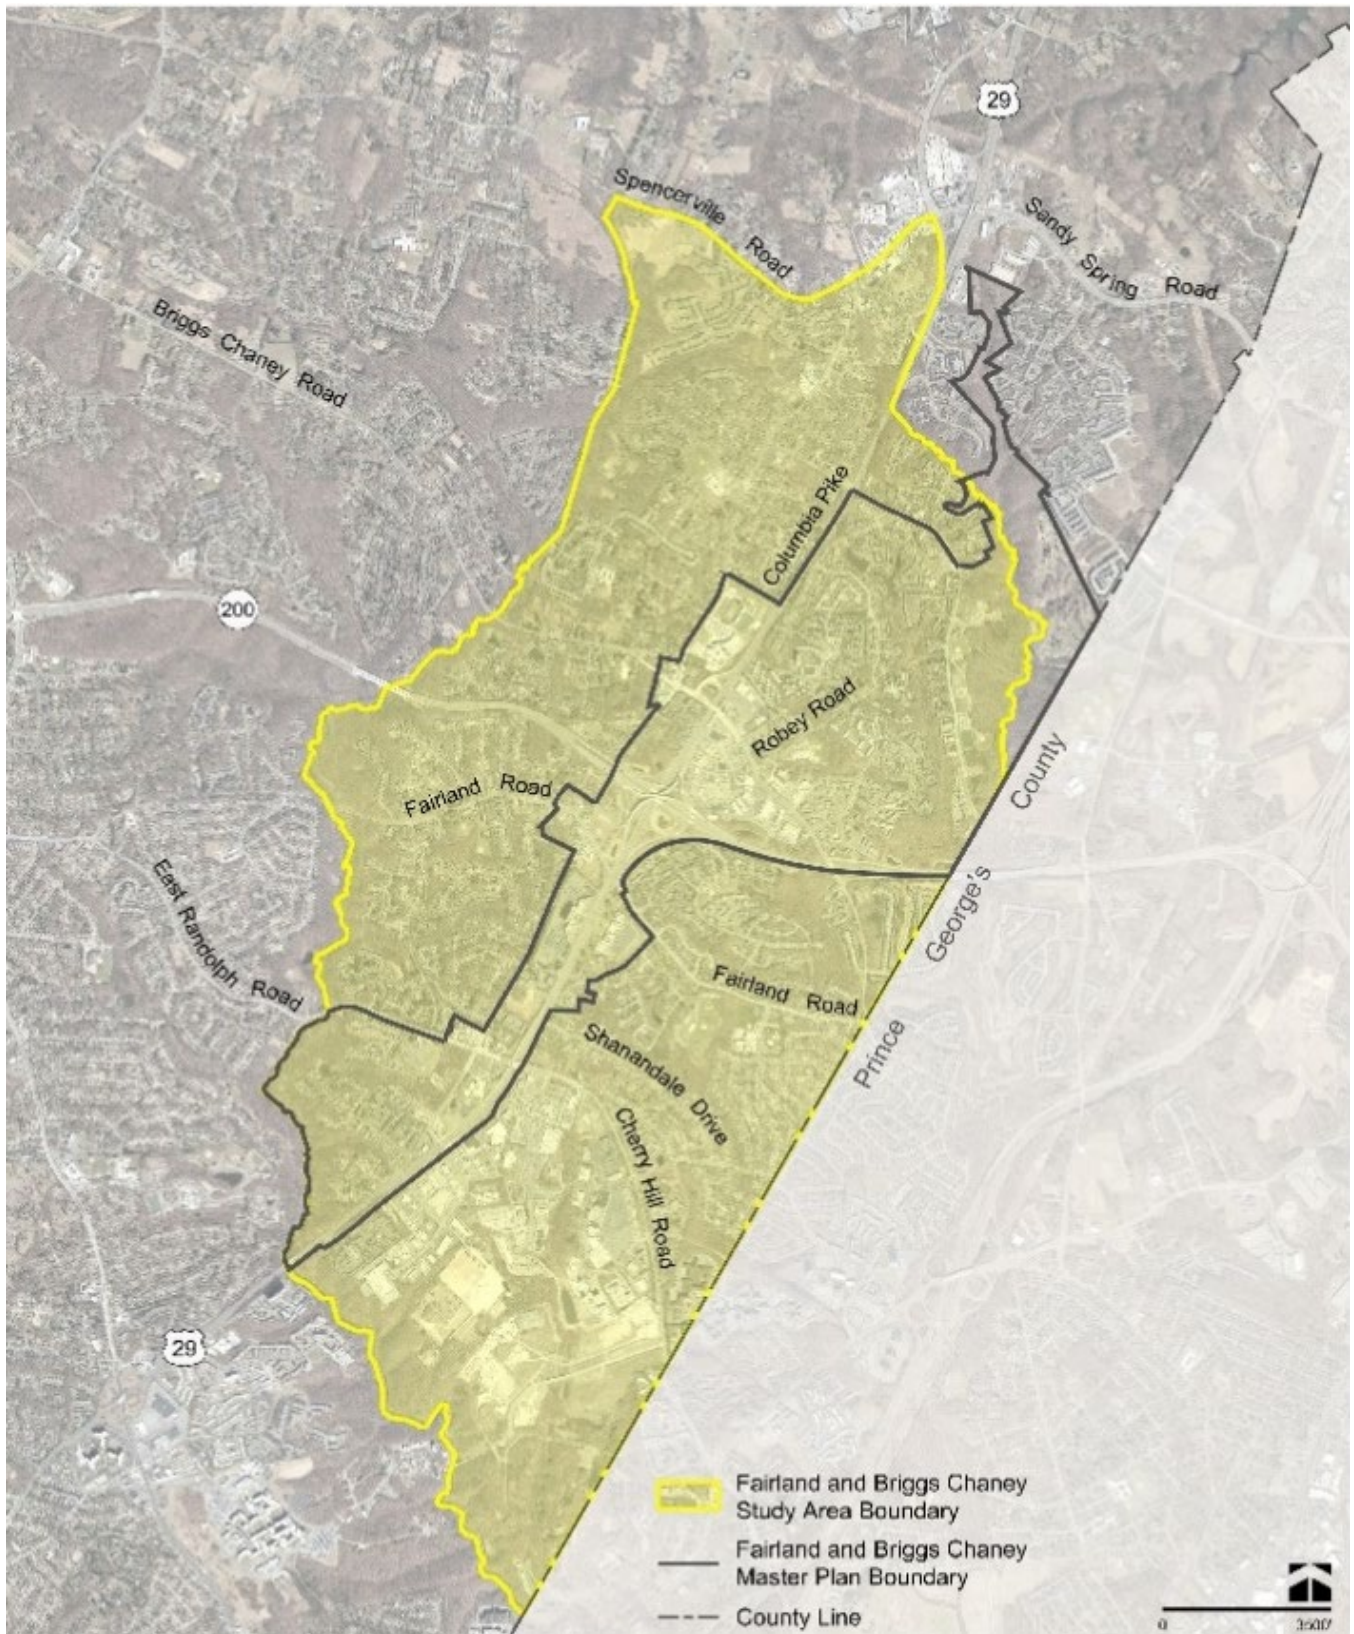 29
Spencerville Road
Sandy Spring Road
Briggs Chaney Road
Columbia Pike
200
Robey Road
Fairland Road
County
East Randolph Road
George's
Fairland Road
Prince
Shanandale Drive
Cherry Hill Road
29
Fairland and Briggs Chaney
Study Area Boundary
Fairland and Briggs Chaney
Master Plan Boundary
County Line
0 3500'